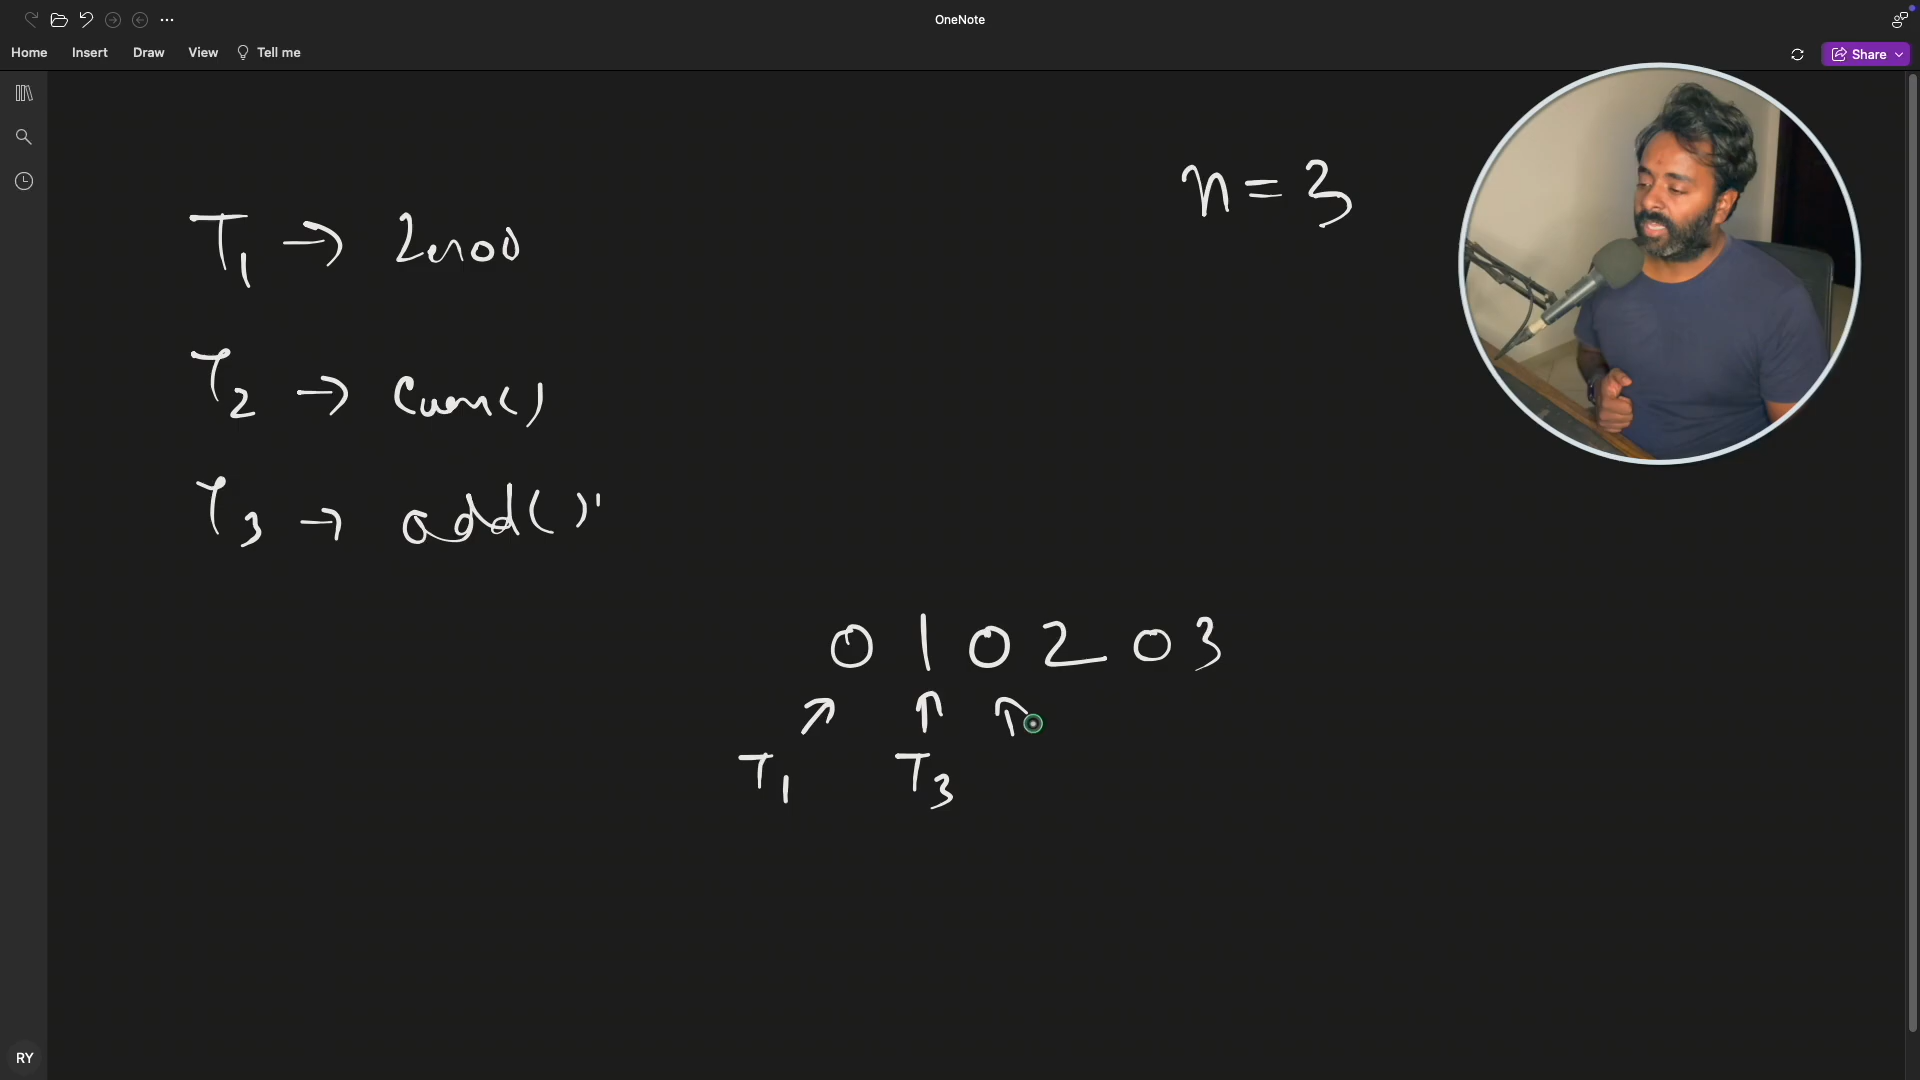 OneNote
Home Insert Draw View Tell me
Share
n = 3
T1 → Zero()
T2 → even()
T3 → odd()
0 1 0 2 0 3
T1 T3
RY